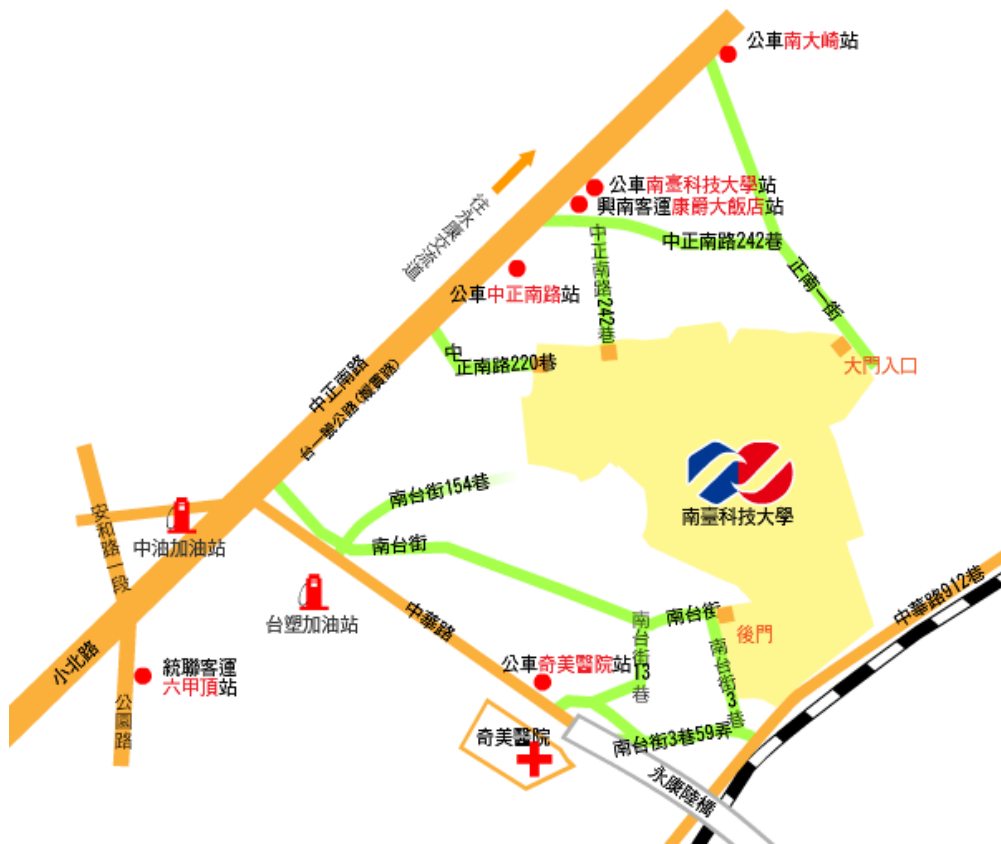 公車南大崎站
公車南臺科技大學站
興南客運康爵大飯店站
往永康交流道
中正南路242巷
中正南路242巷
正南一街
公車中正南路站
中正南路220巷
大門入口
中正南路
台一號公路(縱貫路)
南臺科技大學
南台街154巷
南台街
安和路一段
中油加油站
台塑加油站
中華路
中華路912巷
南台街
後門
南台街13巷
南台街3巷
小北路
統聯客運
六甲頂站
公園路
公車奇美醫院站
奇美醫院
南台街3巷59弄
永康陸橋